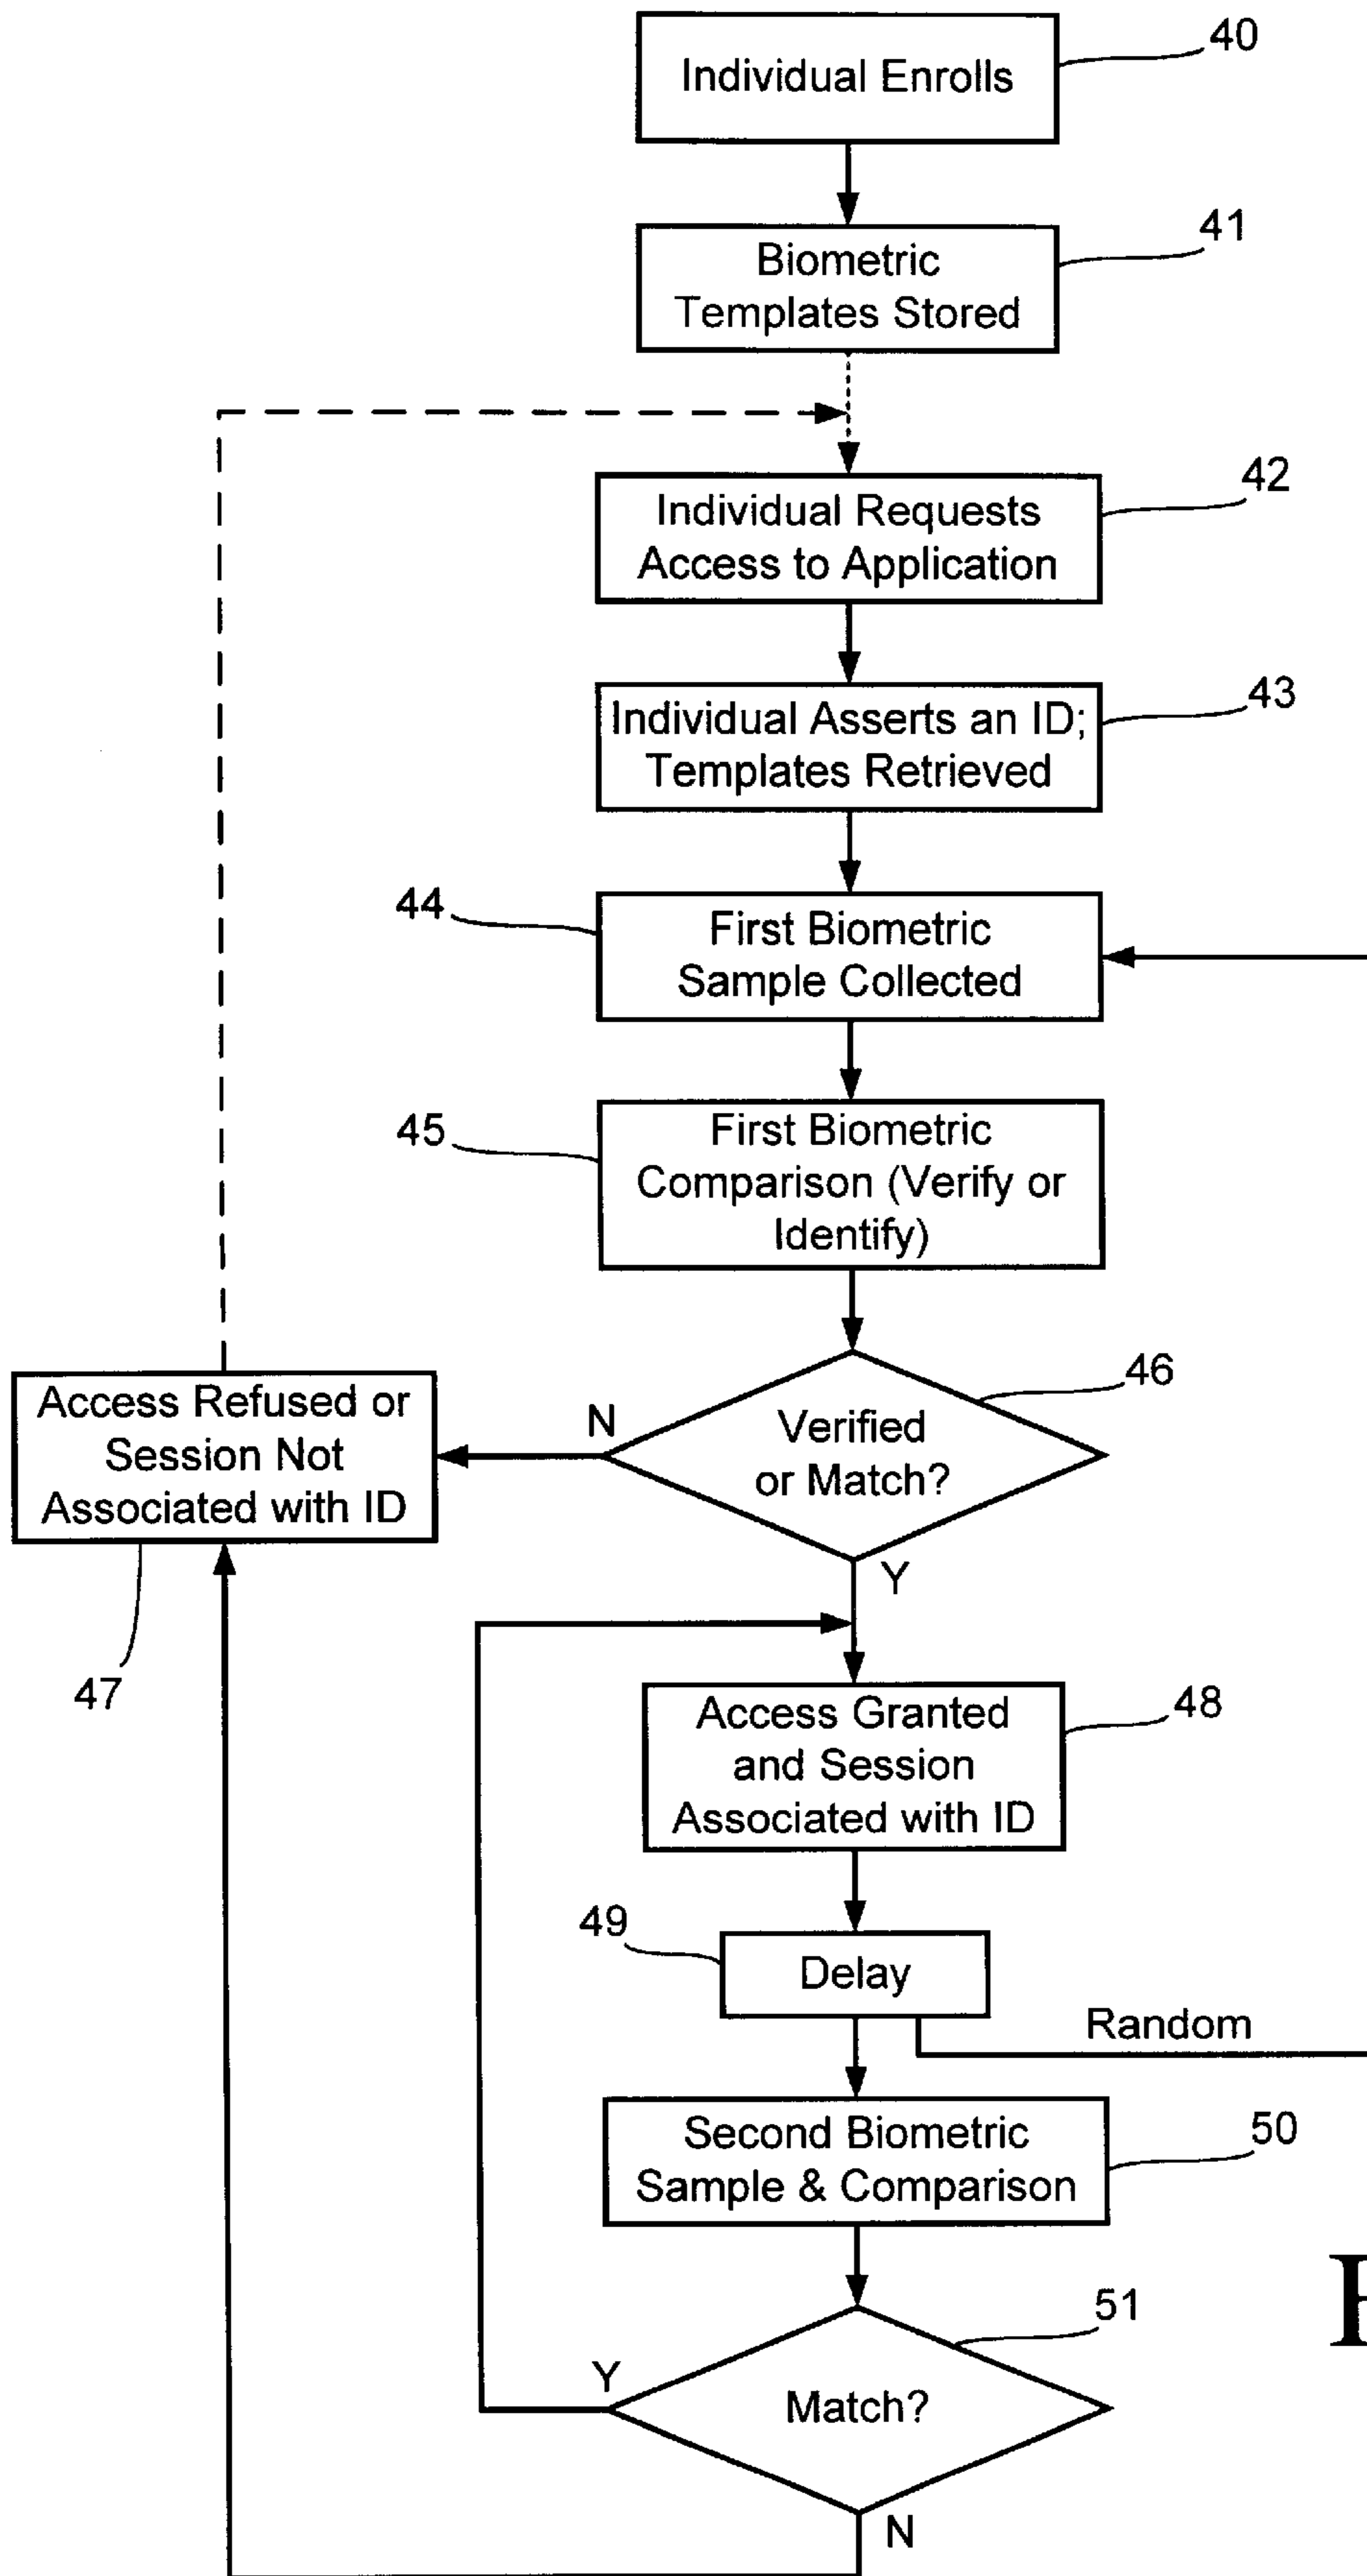 Individual Enrolls
40
Biometric
Templates Stored
41
Individual Requests
Access to Application
42
Individual Asserts an ID;
Templates Retrieved
43
44
First Biometric
Sample Collected
45
First Biometric
Comparison (Verify or
Identify)
46
Verified
or Match?
N
Y
Access Refused or
Session Not
Associated with ID
47
Access Granted
and Session
Associated with ID
48
49
Delay
Random
Second Biometric
Sample & Comparison
50
51
Match?
Y
N